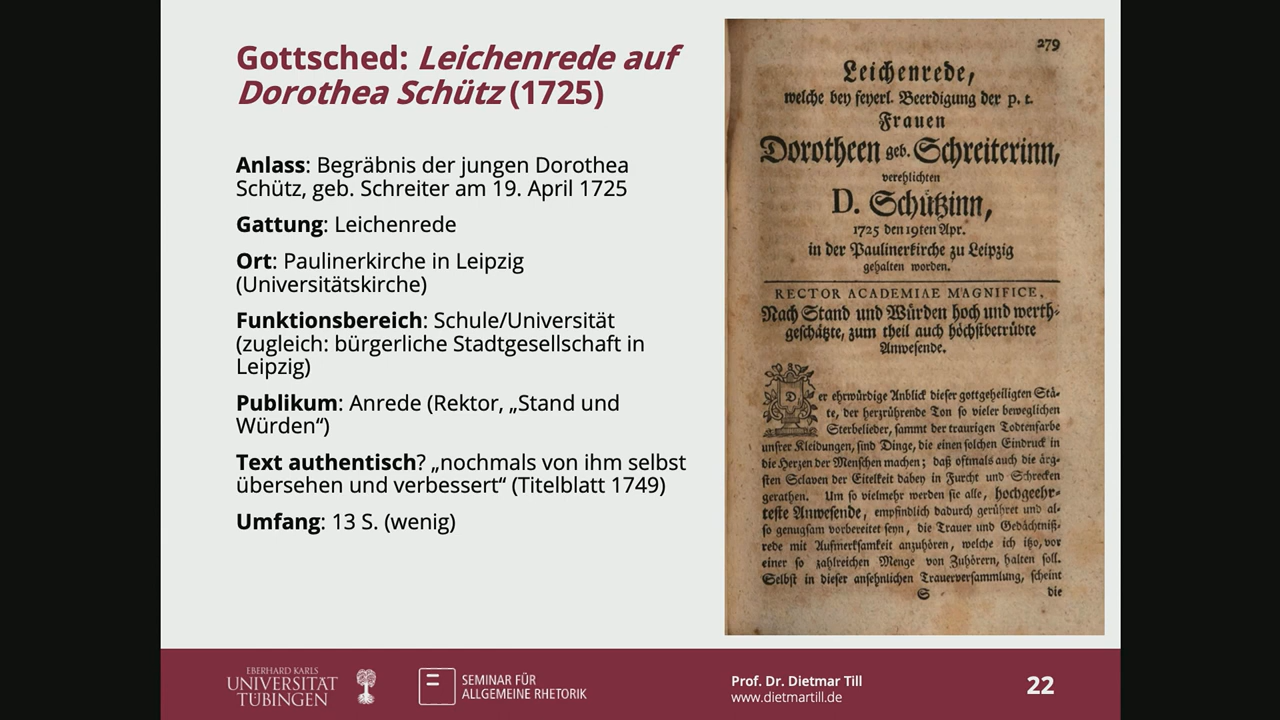 Gottsched: Leichenrede auf
Dorothea Schütz (1725)
Anlass: Begräbnis der jungen Dorothea
Schütz, geb. Schreiter am 19. April 1725
Gattung: Leichenrede
Ort: Paulinerkirche in Leipzig
(Universitätskirche)
Funktionsbereich: Schule/Universität
(zugleich: bürgerliche Stadtgesellschaft in
Leipzig)
Publikum: Anrede (Rektor, „Stand und
Würden“)
Text authentisch? „nochmals von ihm selbst
übersehen und verbessert“ (Titelblatt 1749)
Umfang: 13 S. (wenig)
279
Leichenrede,
welche bey feyerl. Beerdigung der p. t.
Frauen
Dorotheen geb. Schreiterinn,
verehlichten
D. Schützinn,
1725 den 19ten Apr.
in der Paulinerkirche zu Leipzig
gehalten worden.
RECTOR ACADEMIAE MAGNIFICE,
Nach Stand und Würden hoch und werth-
geschätzte, zum theil auch höchstbetrübte
Anwesende.
Der ehrwürdige Anblick dieser gottgeheiligten Stä-
te, der herzrührende Ton so vieler beweglichen
Sterbelieder, sammt der traurigen Todtenfarbe
unsrer Kleidungen, sind Dinge, die einen solchen Eindruck in
die Herzen der Menschen machen; daß oftmals auch die ärg-
sten Sclaven der Eitelkeit dabey in Furcht und Schrecken
gerathen. Um so vielmehr werden sie alle, hochgeehr-
teste Anwesende, empfindlich dadurch gerühret und al-
so genugsam vorbereitet seyn, die Trauer und Gedächtniß-
rede mit Aufmerksamkeit anzuhören, welche ich itzo, vor
einer so zahlreichen Menge von Zuhörern, halten soll.
Selbst in dieser ansehnlichen Trauerversammlung, scheint
S die
EBERHARD KARLS
UNIVERSITÄT
TÜBINGEN
SEMINAR FÜR
ALLGEMEINE RHETORIK
Prof. Dr. Dietmar Till
www.dietmartill.de
22